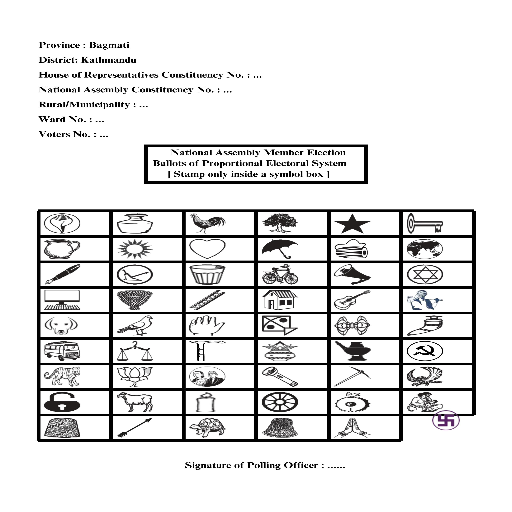 Province : Bagmati
District: Kathmandu
House of Representatives Constituency No. : ...
National Assembly Constituency No. : ...
Rural/Municipality : ...
Ward No. : ...
Voters No. : ...
National Assembly Member Election
Ballots of Proportional Electoral System
[ Stamp only inside a symbol box ]
Signature of Polling Officer : ......